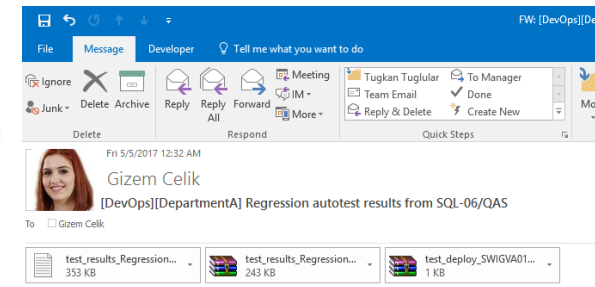 FW: [DevOps][De
File Message Developer Tell me what you want to do
Ignore
Junk
Delete
Archive
Reply
Reply All
Forward
Meeting
IM
More
Tugkan Tuglular
Team Email
Reply & Delete
To Manager
Done
Create New
Mo
Delete
Respond
Quick Steps
Fri 5/5/2017 12:32 AM
Gizem Celik
[DevOps][DepartmentA] Regression autotest results from SQL-06/QAS
To Gizem Celik
test_results_Regression... test_results_Regression... test_deploy_SWIGVA01...
353 KB 243 KB 1 KB